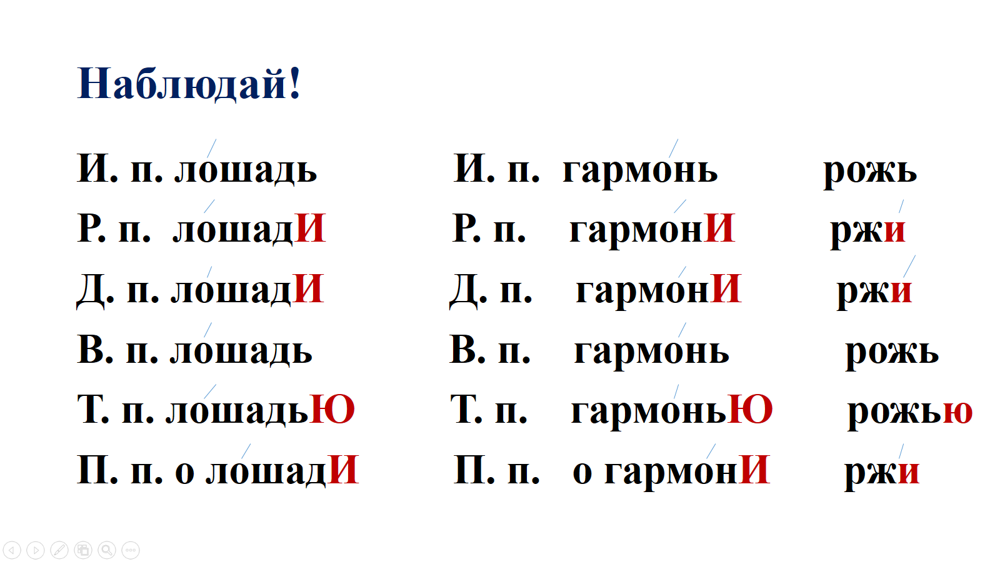 Наблюдай!
И. п. лошадь И. п. гармонь рожь
Р. п. лошадИ Р. п. гармонИ ржи
Д. п. лошадИ Д. п. гармонИ ржи
В. п. лошадь В. п. гармонь рожь
Т. п. лошадьЮ Т. п. гармоньЮ рожью
П. п. о лошадИ П. п. о гармонИ ржи